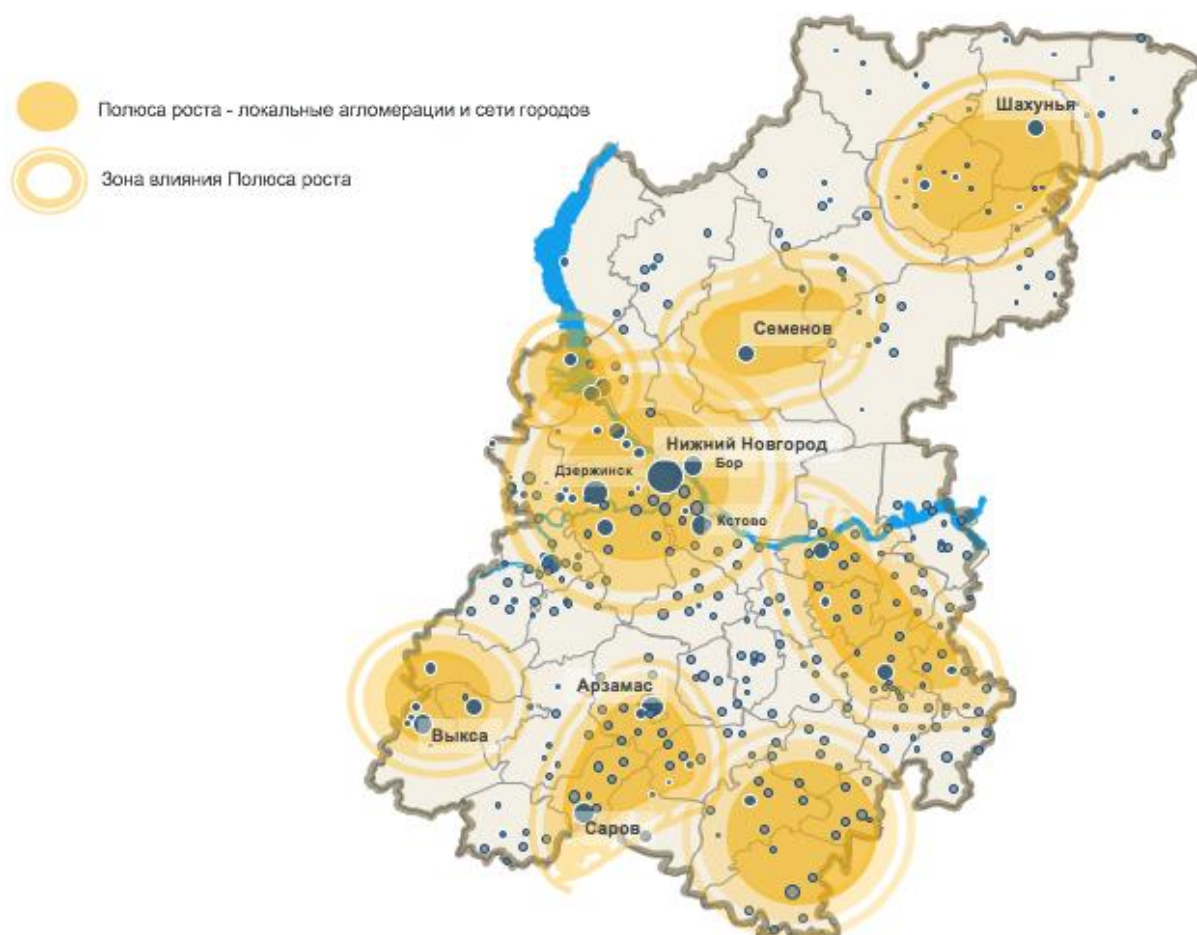 Полюса роста - локальные агломерации и сети городов
Зона влияния Полюса роста
Шахунья
Семенов
Нижний Новгород
Бор
Дзержинск
Кстово
Арзамас
Выкса
Саров